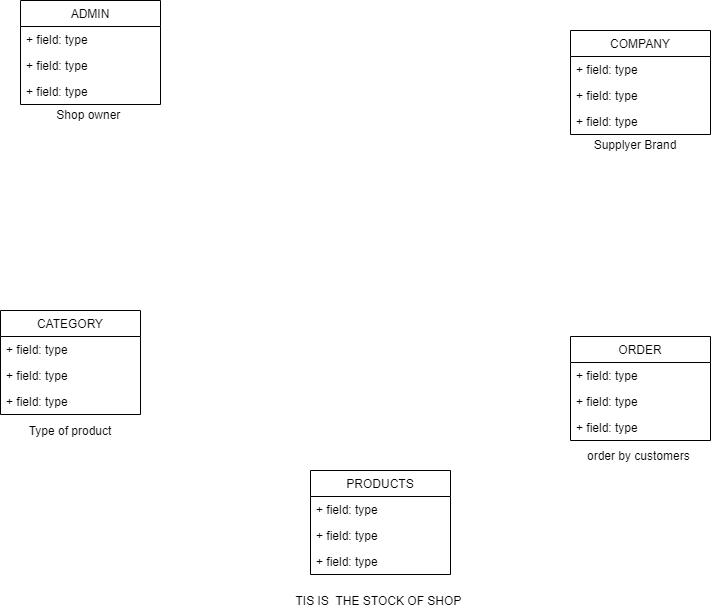 ADMIN
+ field: type
+ field: type
+ field: type
Shop owner
COMPANY
+ field: type
+ field: type
+ field: type
Supplyer Brand
CATEGORY
+ field: type
+ field: type
+ field: type
Type of product
ORDER
+ field: type
+ field: type
+ field: type
order by customers
PRODUCTS
+ field: type
+ field: type
+ field: type
TIS IS  THE STOCK OF SHOP